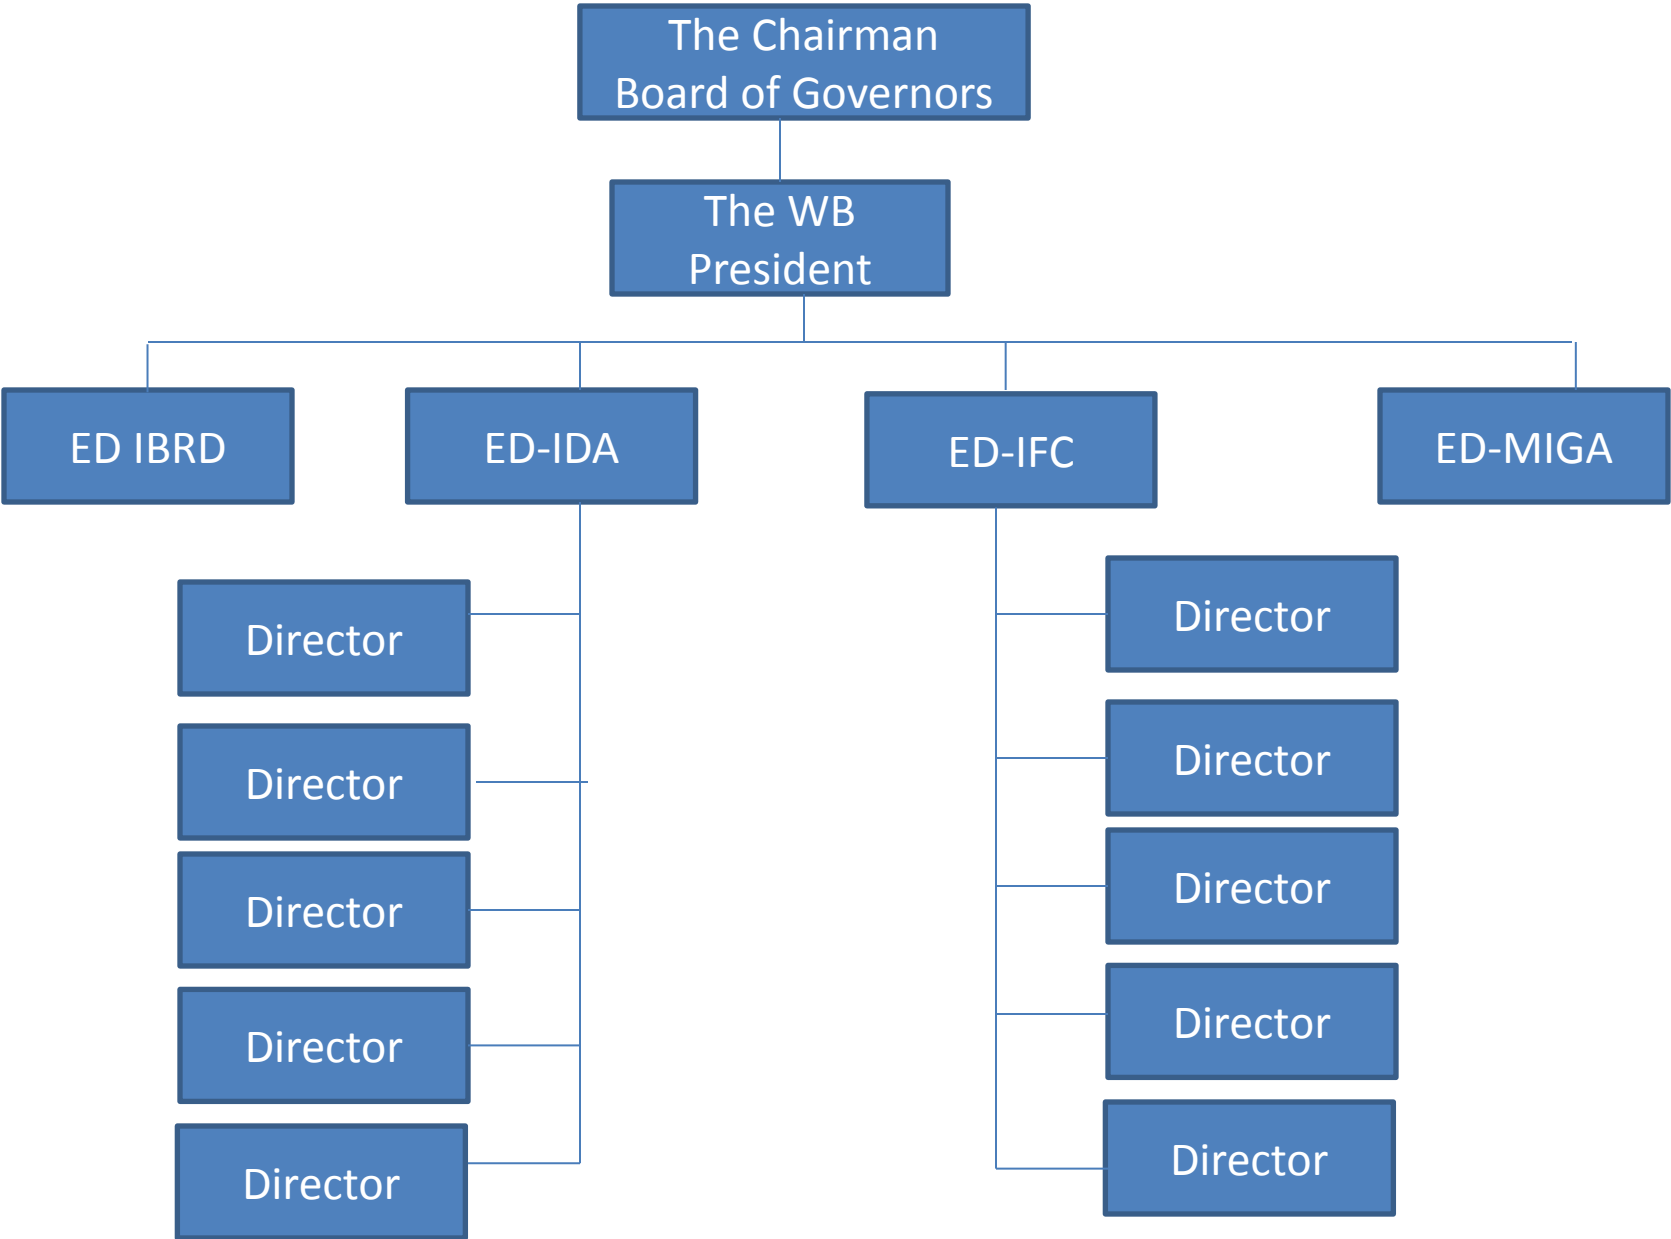 The Chairman
Board of Governors
The WB
President
ED IBRD
ED-IDA
ED-IFC
ED-MIGA
Director
Director
Director
Director
Director
Director
Director
Director
Director
Director